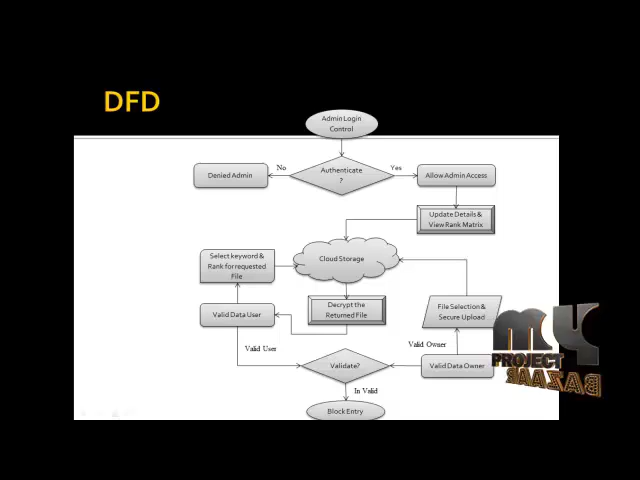 DFD
Admin Login
Control
No
Yes
Denied Admin
Authenticate
?
Allow Admin Access
Update Details &
View Rank Matrix
Select keyword &
Rank forrequested
File
Cloud Storage
Decrypt the
Returned File
File Selection &
Secure Upload
Valid Data User
Valid User
Valid Owner
Validate?
Valid Data Owner
In Valid
Block Entry
my
PROJECT
BAZAAR